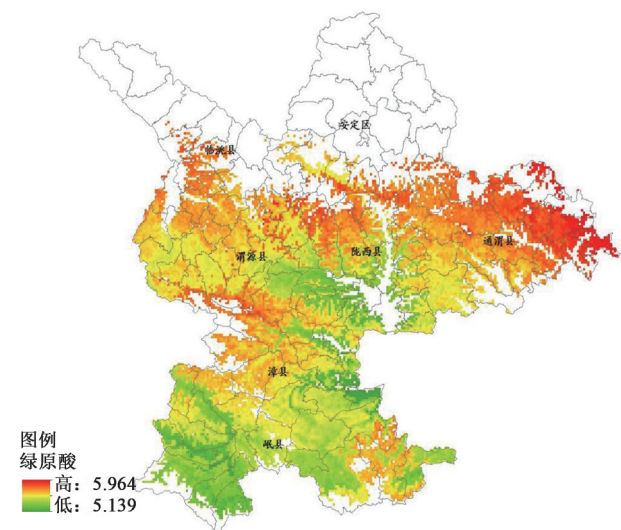 安定区
临洮县
通渭县
陇西县
渭源县
漳县
岷县
图例
绿原酸
高：5.964
低：5.139